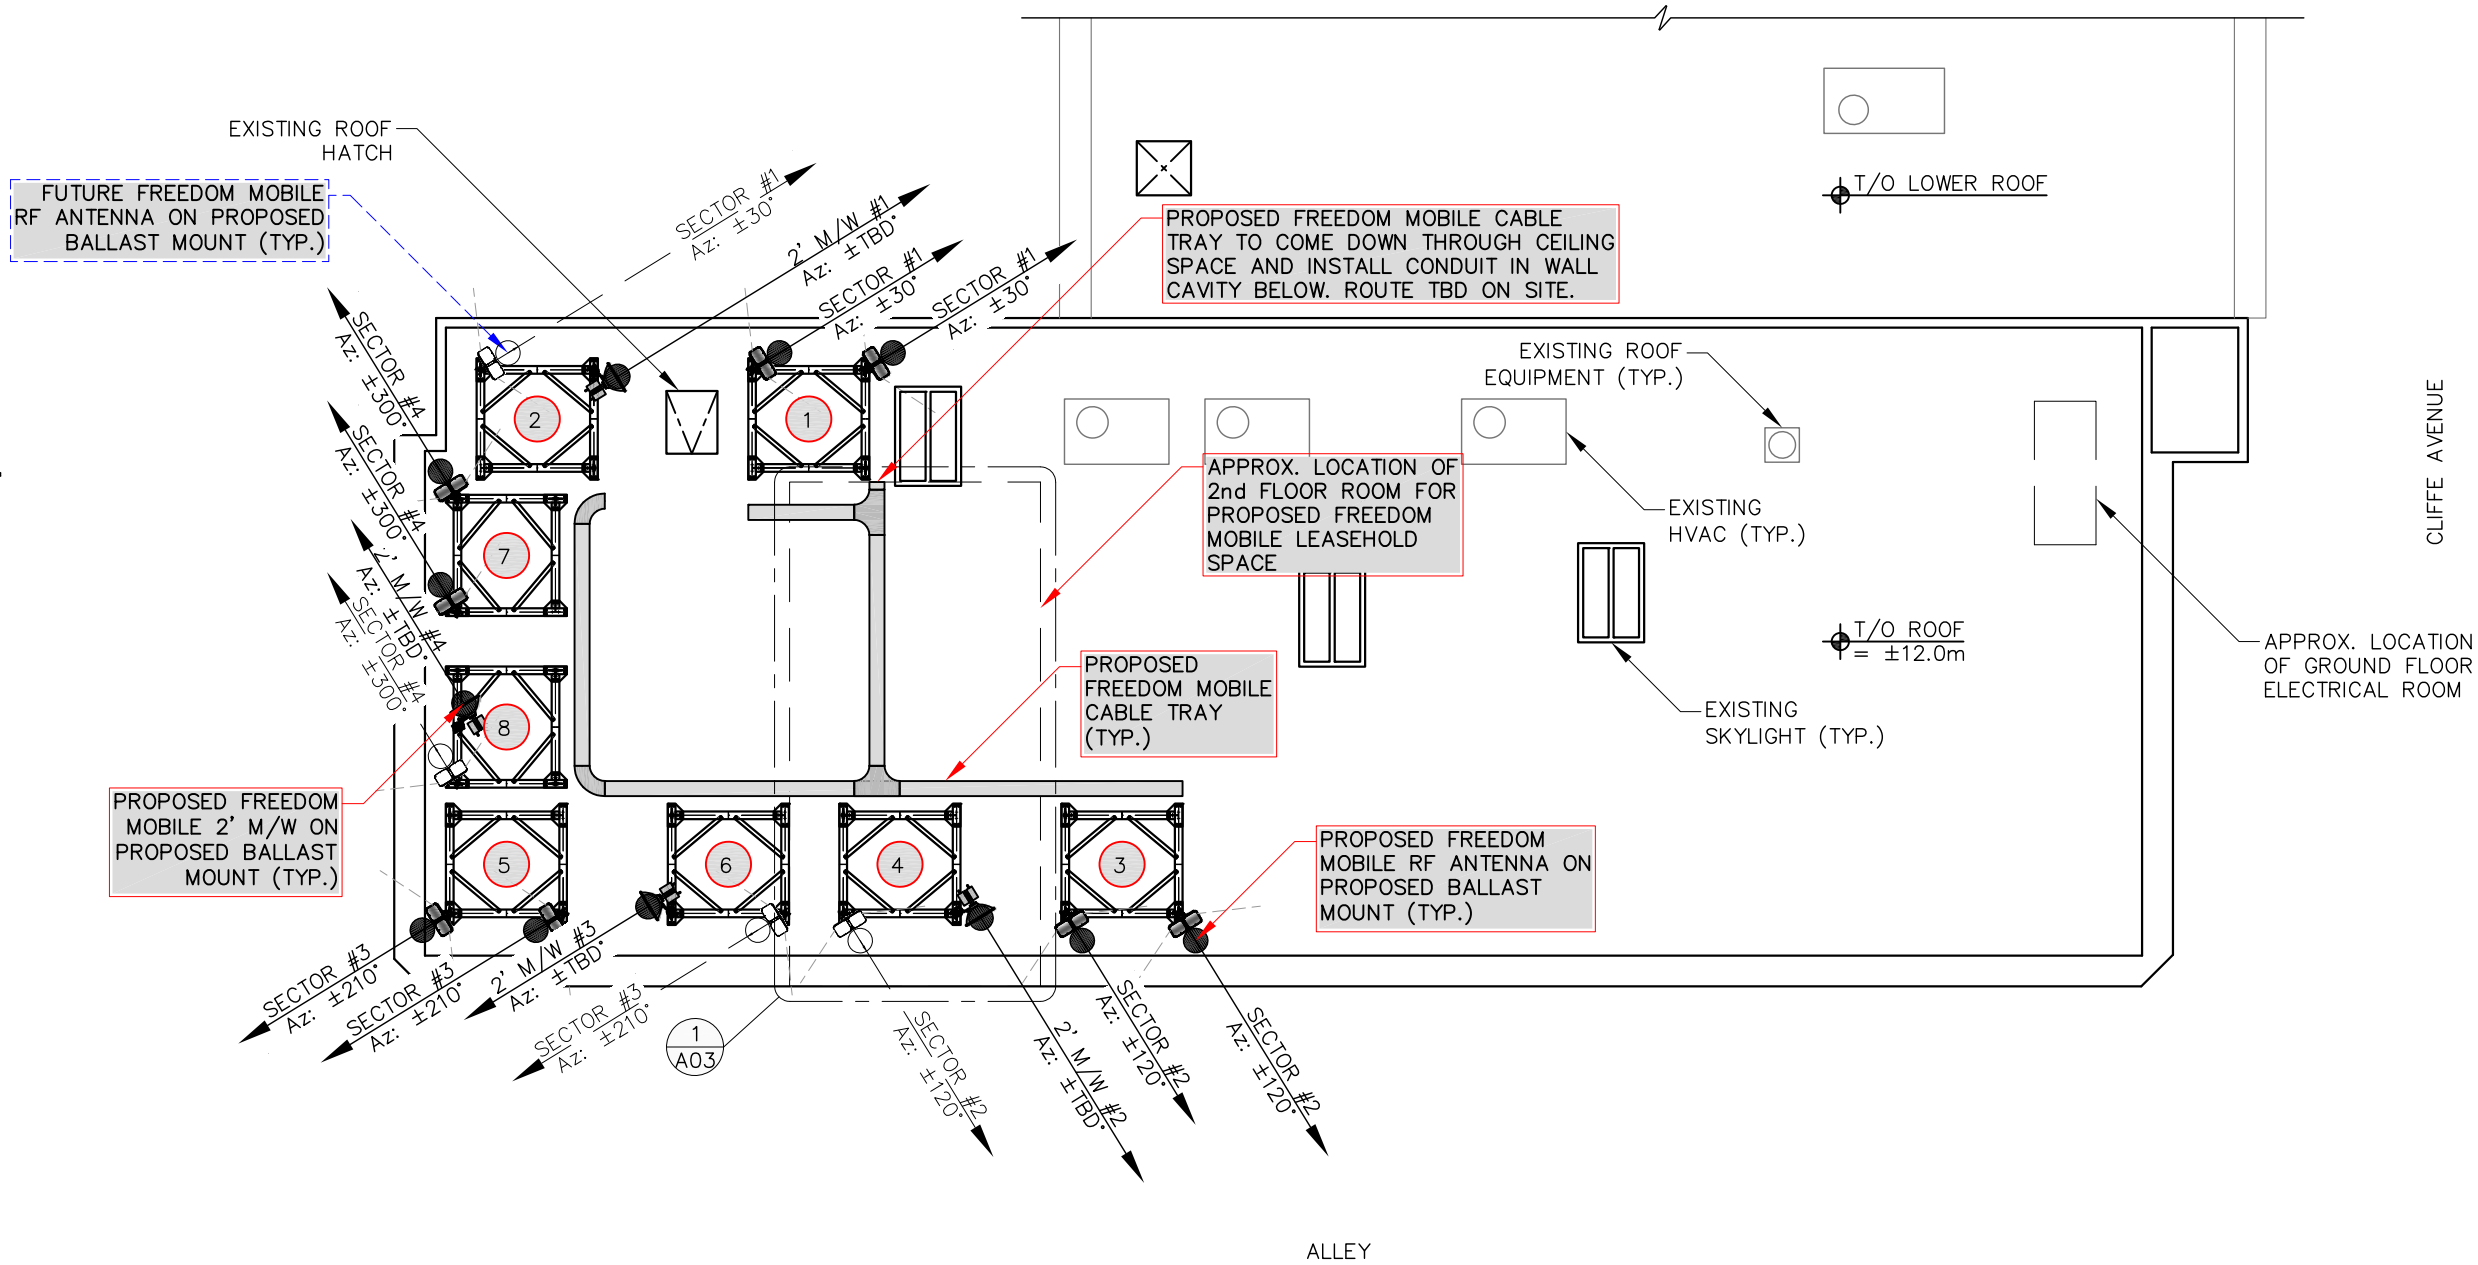 EXISTING ROOF
HATCH
FUTURE FREEDOM MOBILE
RF ANTENNA ON PROPOSED
BALLAST MOUNT (TYP.)
SECTOR #1
Az: ±30°
2' M/W #1
Az: ±TBD°
SECTOR #1
Az: ±30°
SECTOR #1
Az: ±30°
PROPOSED FREEDOM MOBILE CABLE
TRAY TO COME DOWN THROUGH CEILING
SPACE AND INSTALL CONDUIT IN WALL
CAVITY BELOW. ROUTE TBD ON SITE.
T/O LOWER ROOF
SECTOR #4
Az: ±300°
SECTOR #4
Az: ±300°
2' M/W #4
Az: ±TBD°
SECTOR #4
Az: ±300°
2
1
7
8
5
6
4
3
EXISTING ROOF
EQUIPMENT (TYP.)
APPROX. LOCATION OF
2nd FLOOR ROOM FOR
PROPOSED FREEDOM
MOBILE LEASEHOLD
SPACE
EXISTING
HVAC (TYP.)
CLIFFE AVENUE
T/O ROOF
= ±12.0m
APPROX. LOCATION
OF GROUND FLOOR
ELECTRICAL ROOM
EXISTING
SKYLIGHT (TYP.)
PROPOSED
FREEDOM MOBILE
CABLE TRAY
(TYP.)
PROPOSED FREEDOM
MOBILE 2' M/W ON
PROPOSED BALLAST
MOUNT (TYP.)
PROPOSED FREEDOM
MOBILE RF ANTENNA ON
PROPOSED BALLAST
MOUNT (TYP.)
SECTOR #3
Az: ±210°
SECTOR #3
Az: ±210°
2' M/W #3
Az: ±TBD°
SECTOR #3
Az: ±210°
1
A03
SECTOR #2
Az: ±120°
2' M/W #2
Az: ±TBD°
SECTOR #2
Az: ±120°
SECTOR #2
Az: ±120°
ALLEY